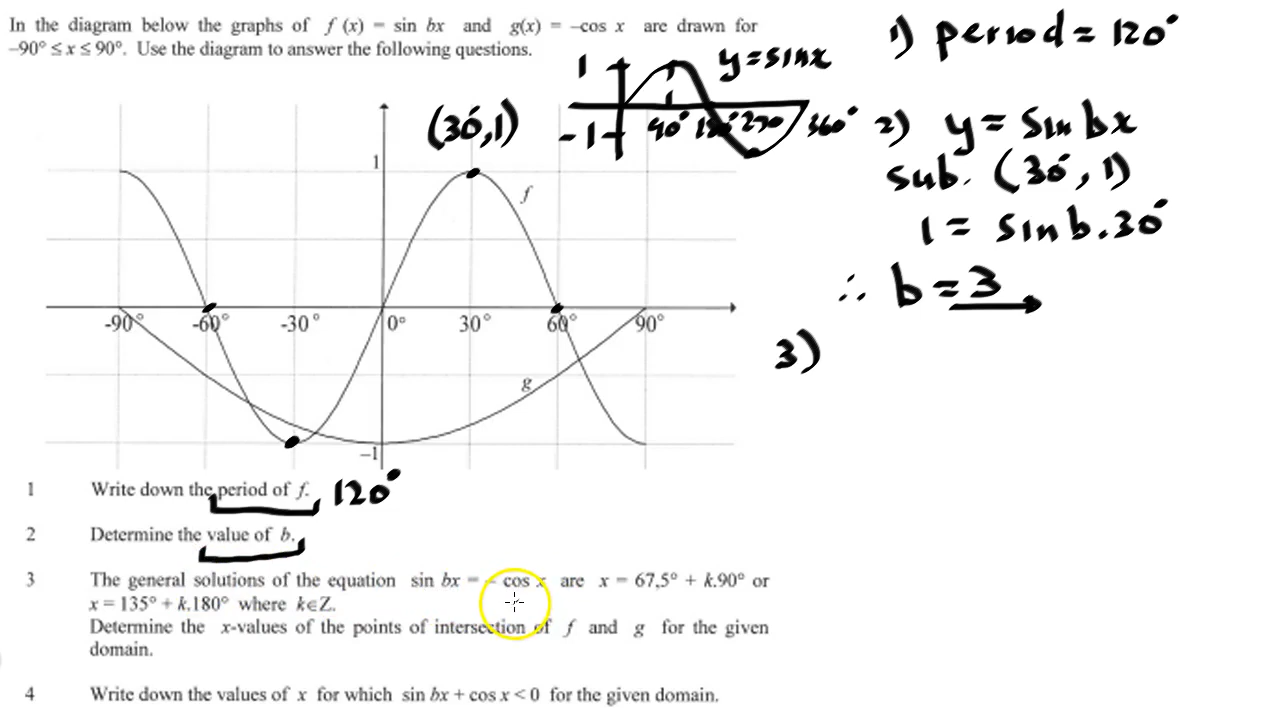 In the diagram below the graphs of f (x) = sin bx and g(x) = −cos x are drawn for
−90° ≤ x ≤ 90°. Use the diagram to answer the following questions.
1) period = 120°
1 y = sin x
−1 90° 180° 270 360°
(30°, 1)
2) y = sin bx
sub. (30°, 1)
1 = sin b.30°
∴ b = 3
3)
1
f
-90° -60° -30° 0° 30° 60° 90°
g
−1
1 Write down the period of f. 120°
2 Determine the value of b.
3 The general solutions of the equation sin bx = − cos x are x = 67,5° + k.90° or
x = 135° + k.180° where k∈Z.
Determine the x-values of the points of intersection of f and g for the given
domain.
4 Write down the values of x for which sin bx + cos x < 0 for the given domain.